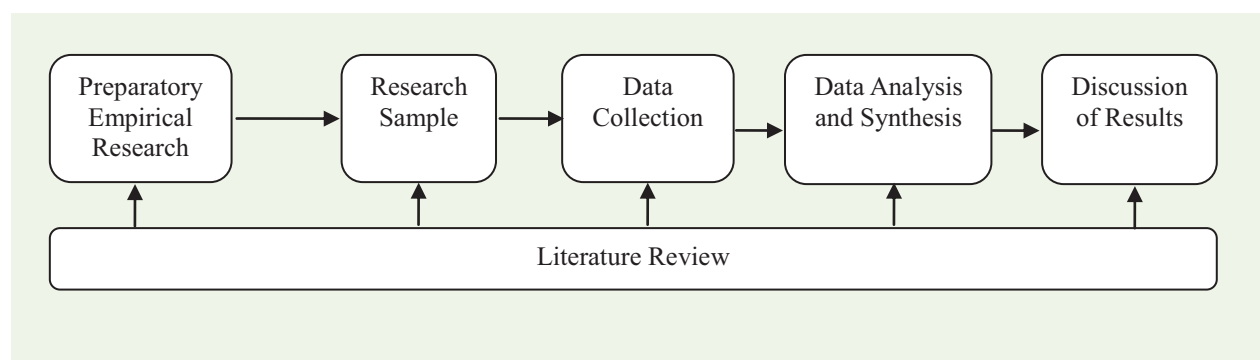 Preparatory
Empirical
Research
Research
Sample
Data
Collection
Data Analysis
and Synthesis
Discussion
of Results
Literature Review